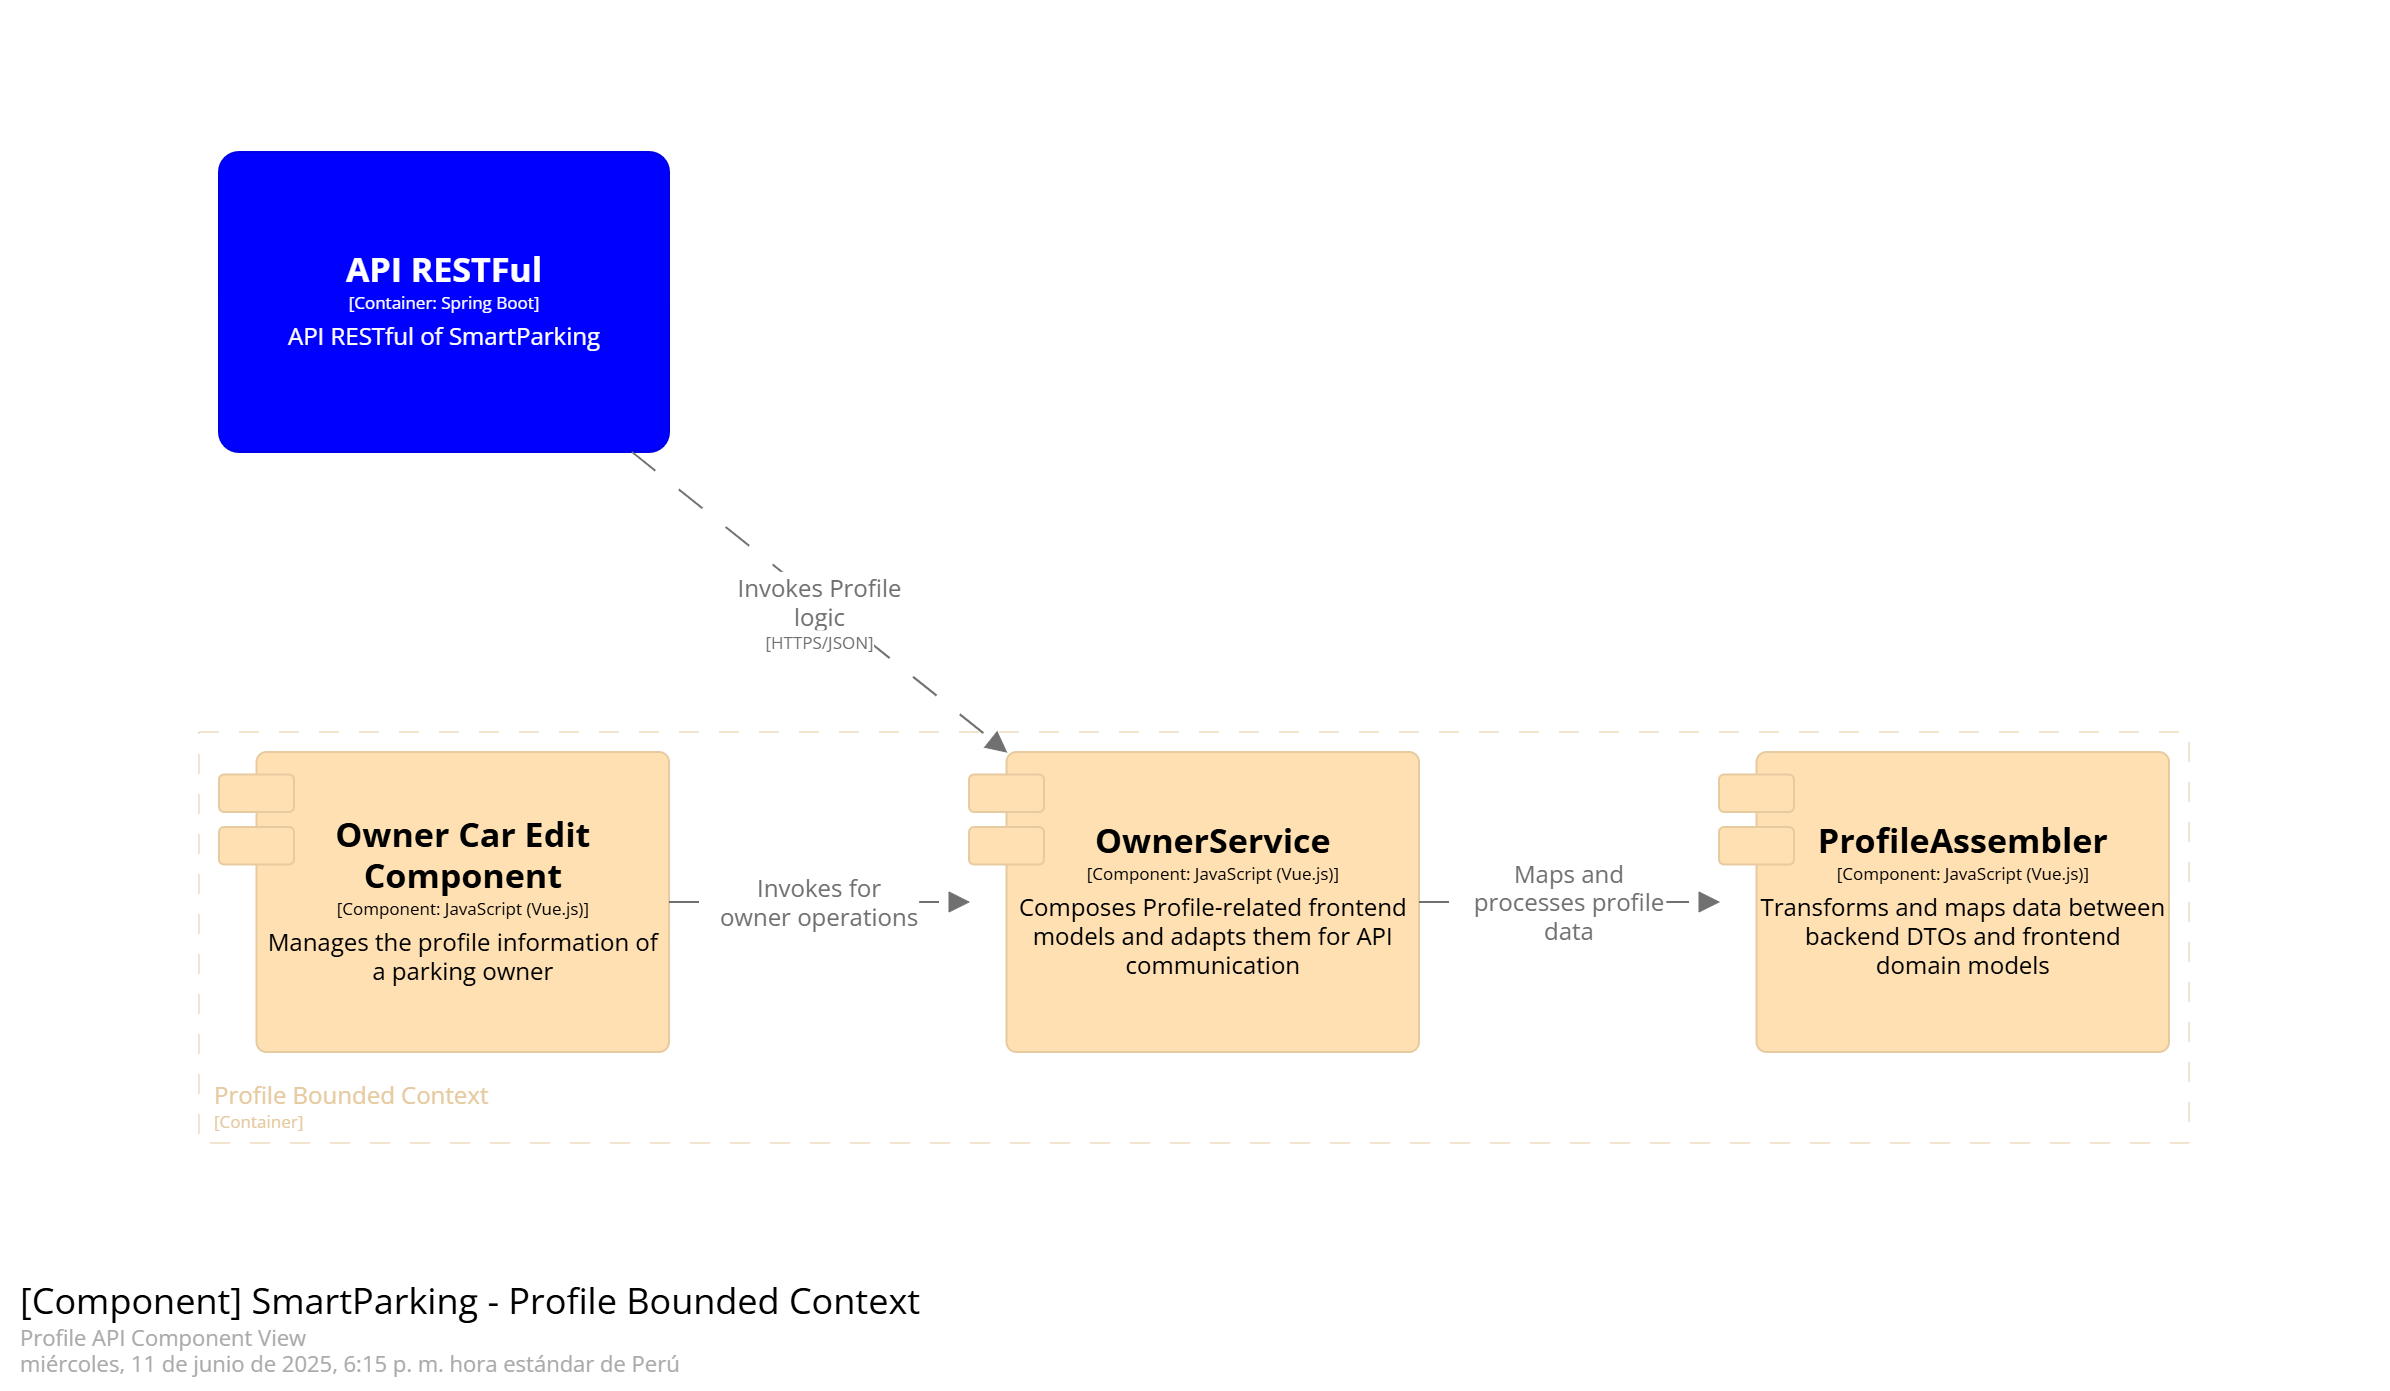 API RESTFul
[Container: Spring Boot]
API RESTful of SmartParking
Invokes Profile
logic
[HTTPS/JSON]
Owner Car Edit
Component
[Component: JavaScript (Vue.js)]
Manages the profile information of
a parking owner
Invokes for
owner operations
OwnerService
[Component: JavaScript (Vue.js)]
Composes Profile-related frontend
models and adapts them for API
communication
Maps and
processes profile
data
ProfileAssembler
[Component: JavaScript (Vue.js)]
Transforms and maps data between
backend DTOs and frontend
domain models
Profile Bounded Context
[Container]
[Component] SmartParking - Profile Bounded Context
Profile API Component View
miércoles, 11 de junio de 2025, 6:15 p. m. hora estándar de Perú